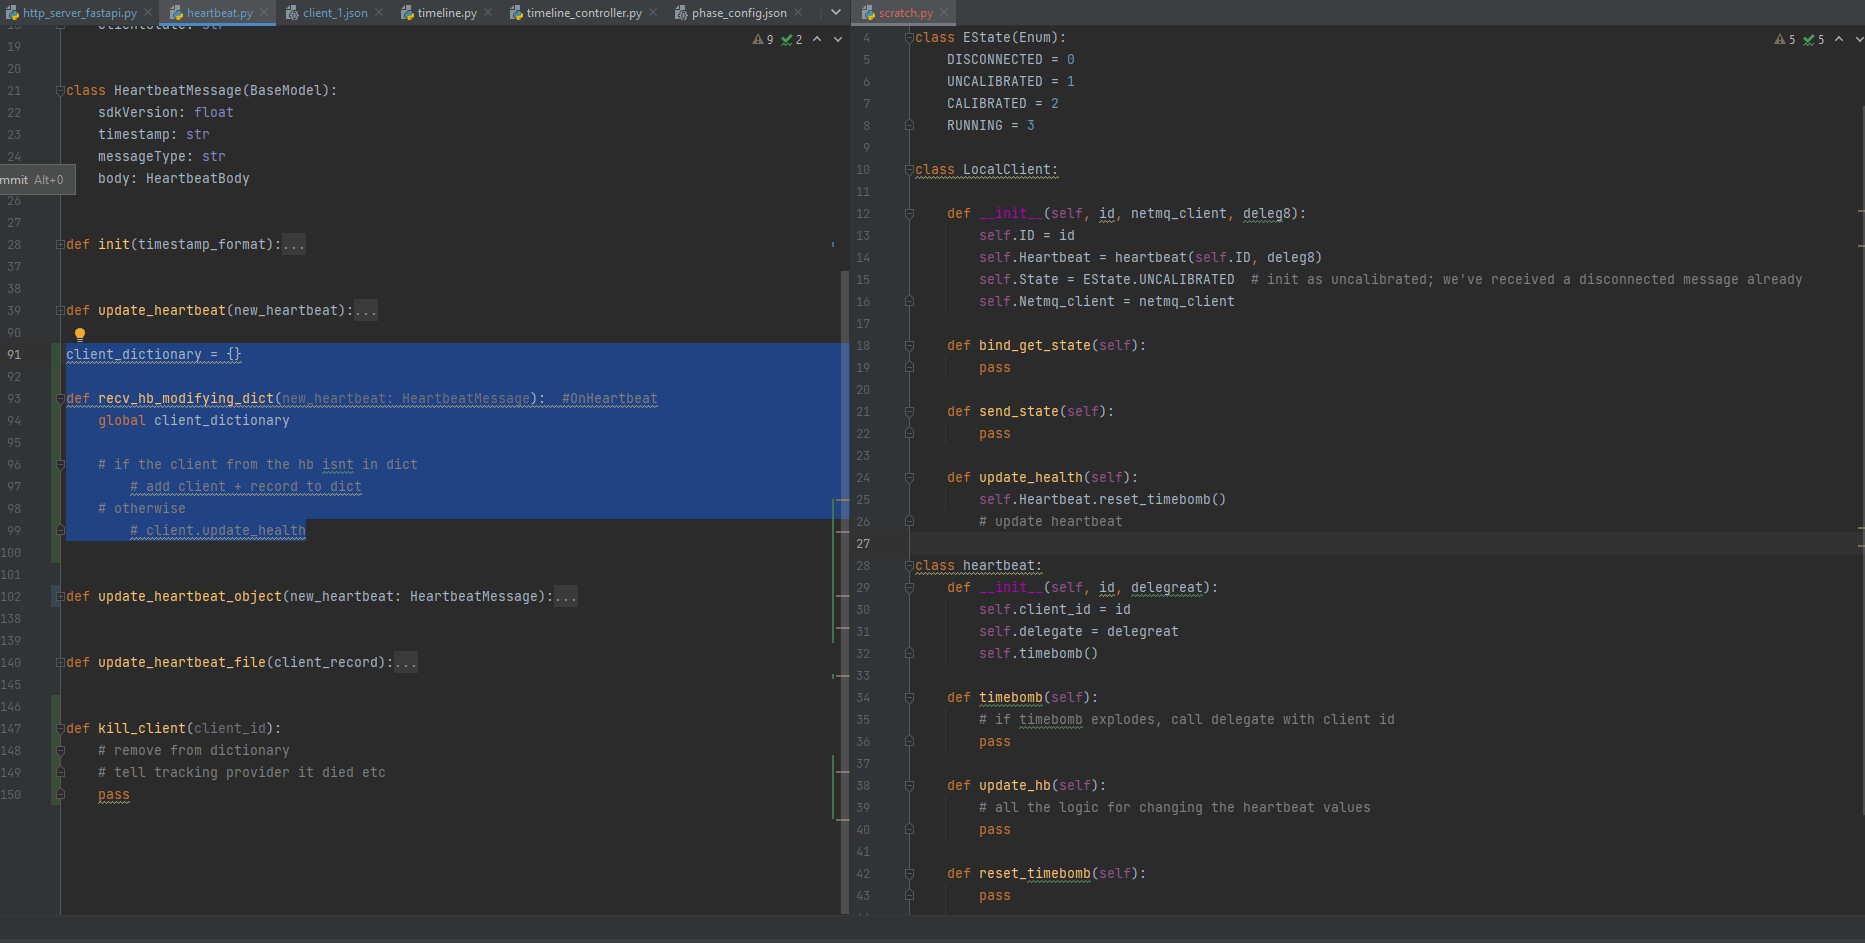 http_server_fastapi.py
heartbeat.py
client_1.json
timeline.py
timeline_controller.py
phase_config.json
9 2
19
20
21 class HeartbeatMessage(BaseModel):
22 sdkVersion: float
23 timestamp: str
24 messageType: str
mmit Alt+0
body: HeartbeatBody
26
27
28 def init(timestamp_format):...
37
38
39 def update_heartbeat(new_heartbeat):...
90
91 client_dictionary = {}
92
93 def recv_hb_modifying_dict(new_heartbeat: HeartbeatMessage): #OnHeartbeat
94 global client_dictionary
95
96 # if the client from the hb isnt in dict
97 # add client + record to dict
98 # otherwise
99 # client.update_health
100
101
102 def update_heartbeat_object(new_heartbeat: HeartbeatMessage):...
138
139
140 def update_heartbeat_file(client_record):...
145
146
147 def kill_client(client_id):
148 # remove from dictionary
149 # tell tracking provider it died etc
150 pass
scratch.py
5 5
4 class EState(Enum):
5 DISCONNECTED = 0
6 UNCALIBRATED = 1
7 CALIBRATED = 2
8 RUNNING = 3
9
10 class LocalClient:
11
12 def __init__(self, id, netmq_client, deleg8):
13 self.ID = id
14 self.Heartbeat = heartbeat(self.ID, deleg8)
15 self.State = EState.UNCALIBRATED # init as uncalibrated; we've received a disconnected message already
16 self.Netmq_client = netmq_client
17
18 def bind_get_state(self):
19 pass
20
21 def send_state(self):
22 pass
23
24 def update_health(self):
25 self.Heartbeat.reset_timebomb()
26 # update heartbeat
27
28 class heartbeat:
29 def __init__(self, id, delegreat):
30 self.client_id = id
31 self.delegate = delegreat
32 self.timebomb()
33
34 def timebomb(self):
35 # if timebomb explodes, call delegate with client id
36 pass
37
38 def update_hb(self):
39 # all the logic for changing the heartbeat values
40 pass
41
42 def reset_timebomb(self):
43 pass